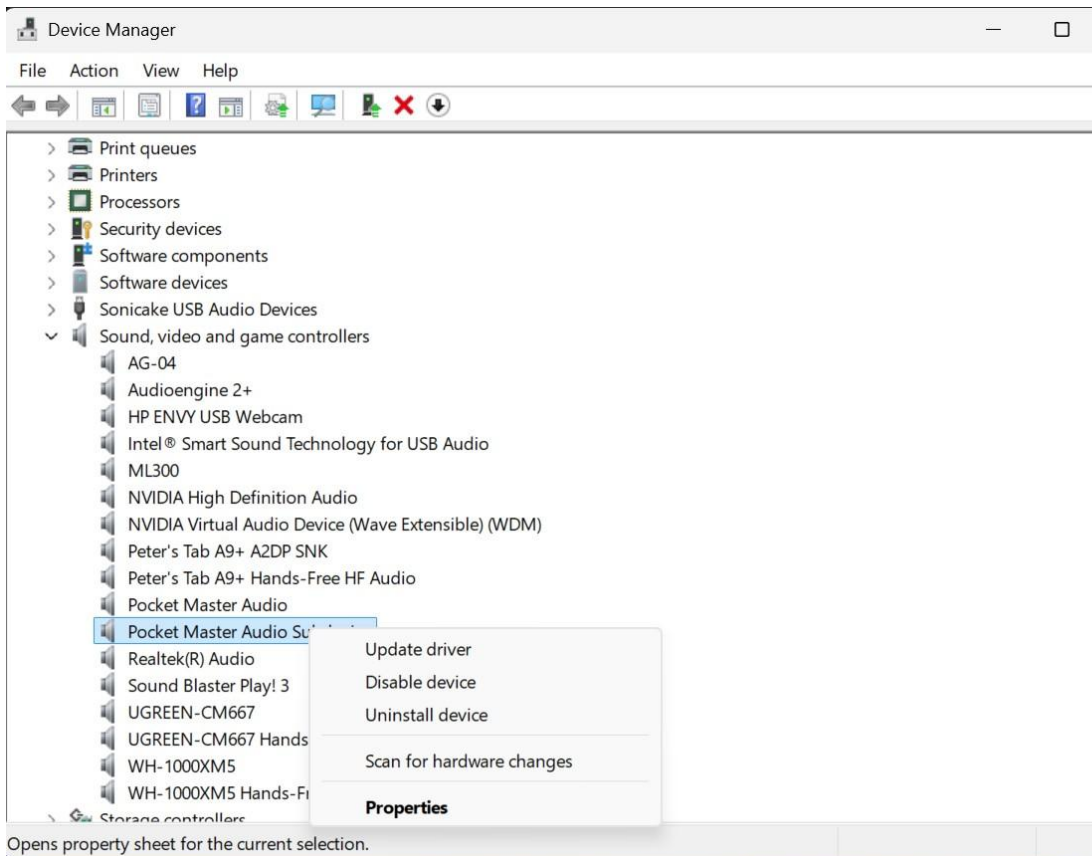 Device Manager
File Action View Help
Print queues
Printers
Processors
Security devices
Software components
Software devices
Sonicake USB Audio Devices
Sound, video and game controllers
AG-04
Audioengine 2+
HP ENVY USB Webcam
Intel® Smart Sound Technology for USB Audio
ML300
NVIDIA High Definition Audio
NVIDIA Virtual Audio Device (Wave Extensible) (WDM)
Peter's Tab A9+ A2DP SNK
Peter's Tab A9+ Hands-Free HF Audio
Pocket Master Audio
Pocket Master Audio
Realtek(R) Audio
Sound Blaster Play! 3
UGREEN-CM667
UGREEN-CM667 Hands
WH-1000XM5
WH-1000XM5 Hands-
Storage controllers
Update driver
Disable device
Uninstall device
Scan for hardware changes
Properties
Opens property sheet for the current selection.